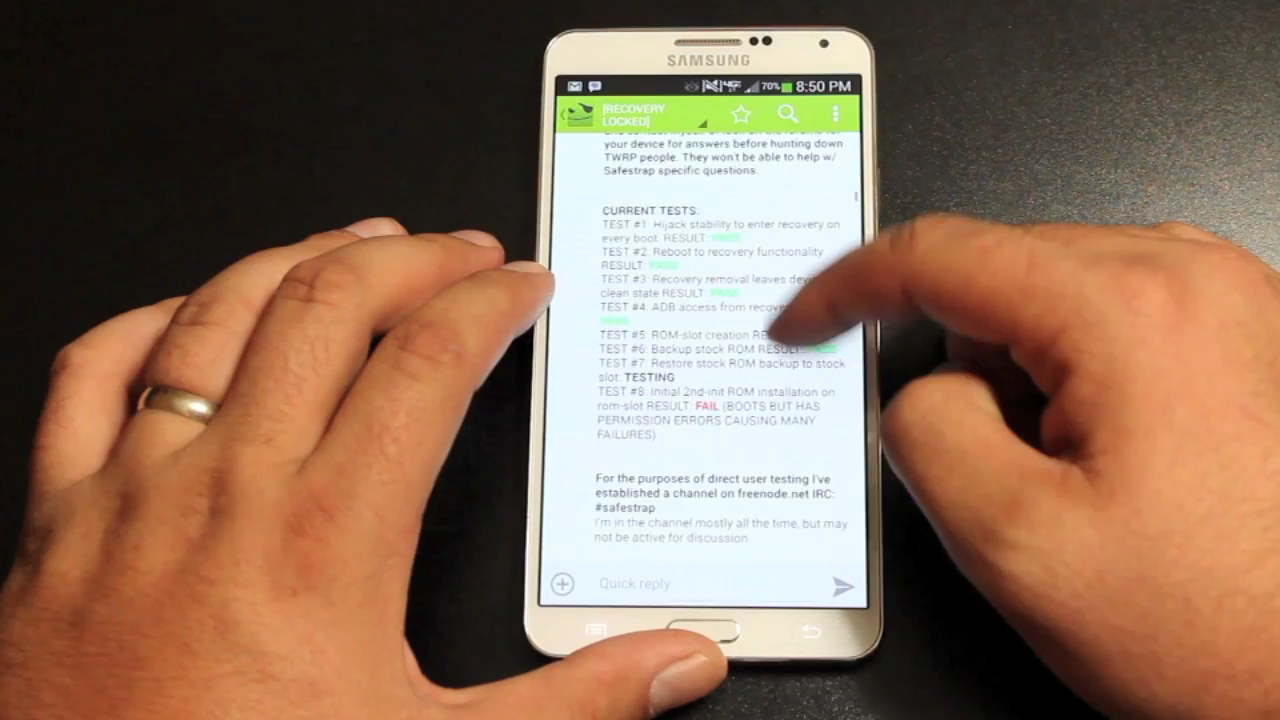 SAMSUNG
70% 8:50 PM
[RECOVERY
LOCKED]
your device for answers before hunting down
TWRP people. They won't be able to help w/
Safestrap specific questions.
CURRENT TESTS:
TEST #1: Hijack stability to enter recovery on
every boot. RESULT: PASS
TEST #2: Reboot to recovery functionality
RESULT: PASS
TEST #3: Recovery removal leaves
clean state RESULT: PASS
TEST #4: ADB access from
PASS
TEST #5: ROM-slot creation
TEST #6: Backup stock ROM RESULT:
TEST #7: Restore stock ROM backup to stock
slot: TESTING
TEST #8: Initial 2nd-init ROM installation on
rom-slot RESULT: FAIL (BOOTS BUT HAS
PERMISSION ERRORS CAUSING MANY
FAILURES)
For the purposes of direct user testing I've
established a channel on freenode.net IRC:
#safestrap
I'm in the channel mostly all the time, but may
not be active for discussion.
Quick reply